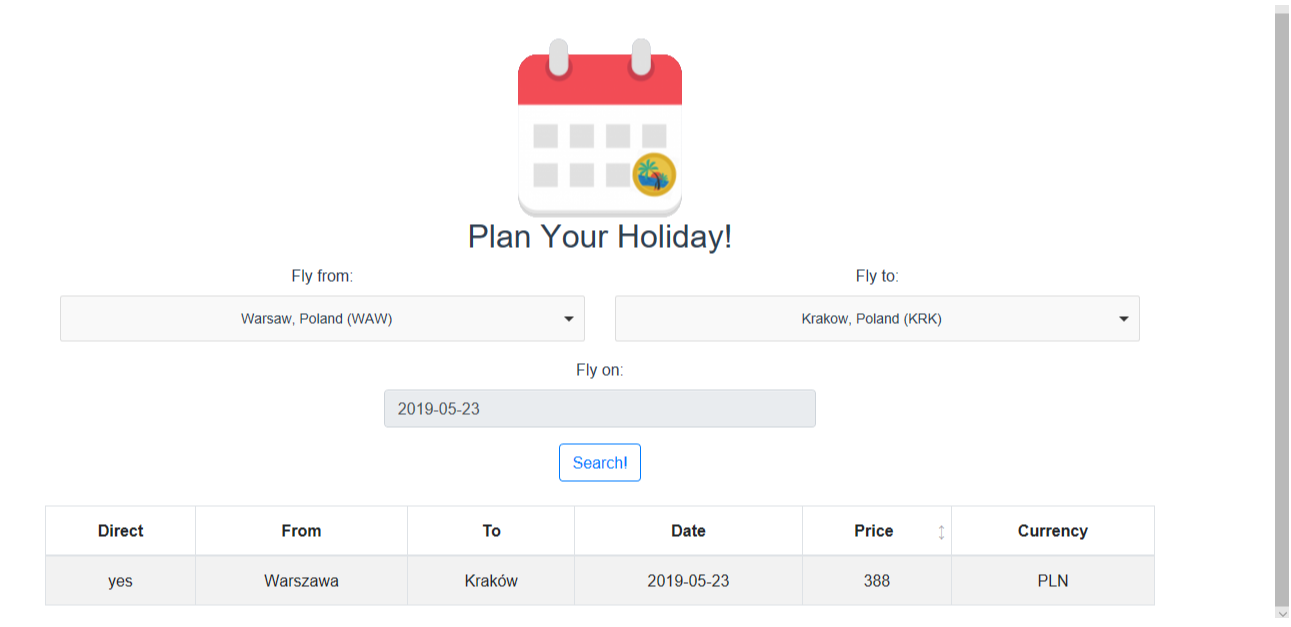 Plan Your Holiday!
Fly from: Fly to:
Warsaw, Poland (WAW) Krakow, Poland (KRK)
Fly on:
2019-05-23
Search!
Direct From To Date Price Currency
yes Warszawa Kraków 2019-05-23 388 PLN